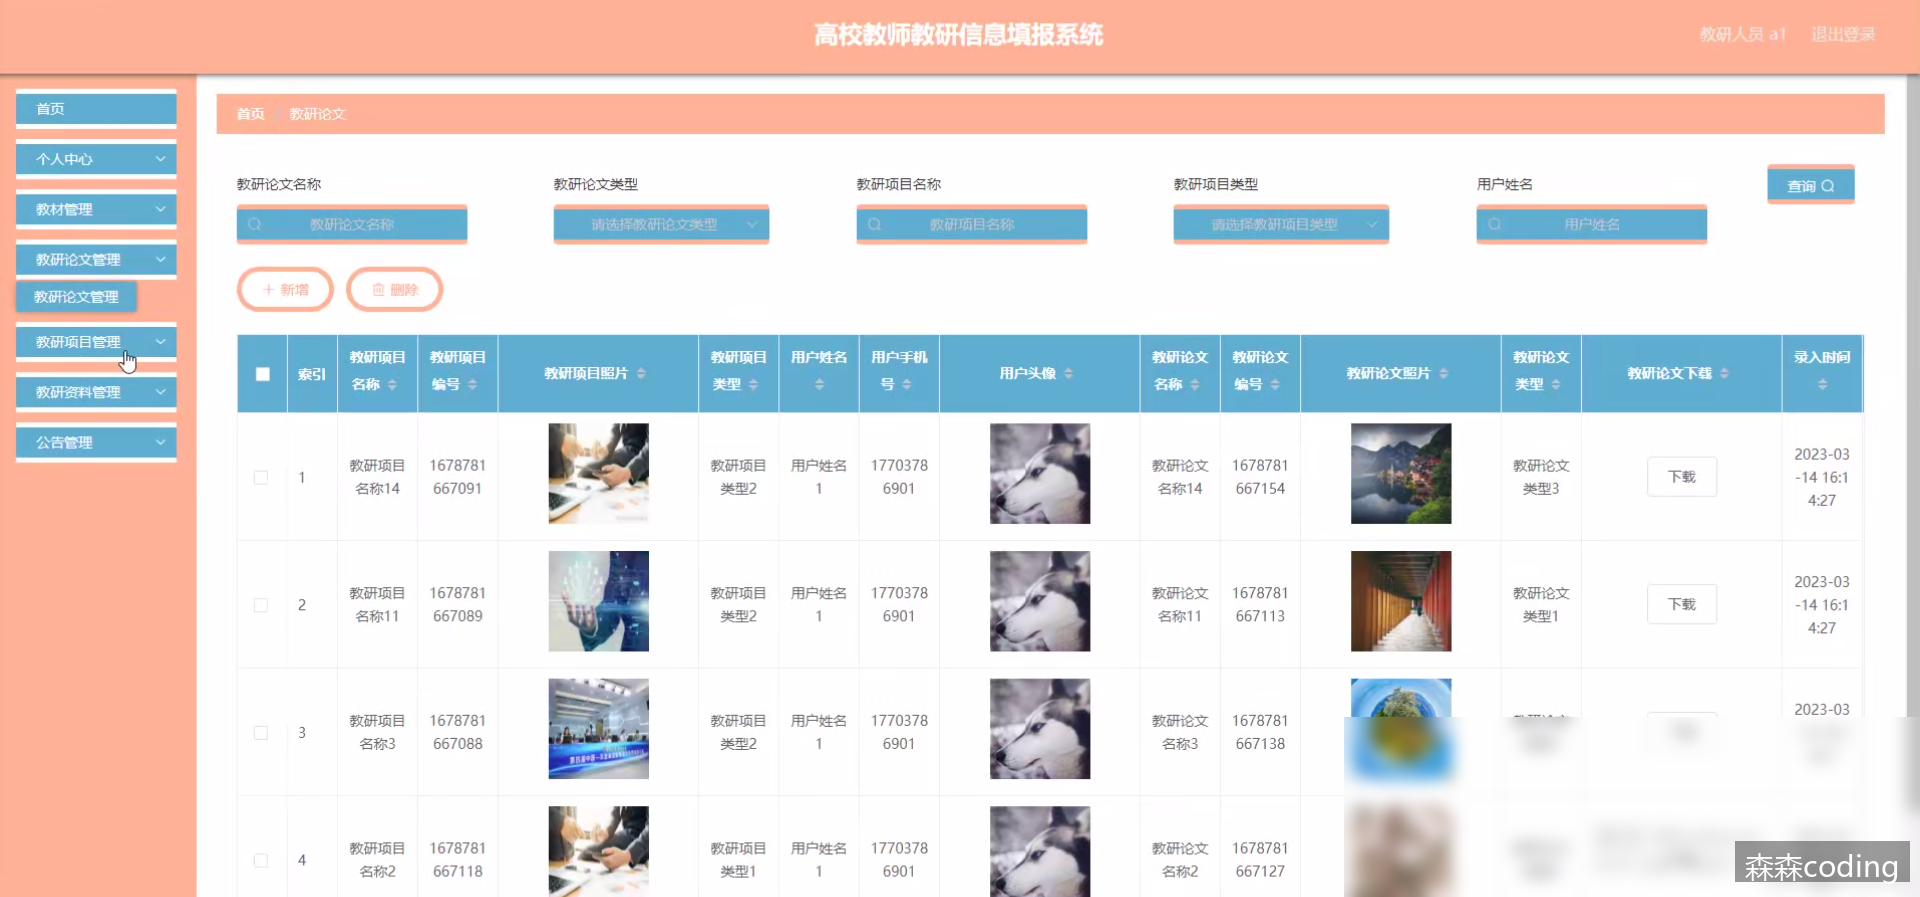 高校教师教研信息填报系统
教研人员 a1 退出登录
首页
个人中心
教材管理
教研论文管理
教研论文管理
教研项目管理
教研资料管理
公告管理
首页 教研论文
教研论文名称 教研论文类型 教研项目名称 教研项目类型 用户姓名
教研论文名称 请选择教研论文类型 教研项目名称 请选择教研项目类型 用户姓名
查询
新增 删除
索引 教研项目名称 教研项目编号 教研项目照片 教研项目类型 用户姓名 用户手机号 用户头像 教研论文名称 教研论文编号 教研论文照片 教研论文类型 教研论文下载 录入时间
1 教研项目名称14 1678781667091 教研项目类型2 用户姓名1 17703786901 教研论文名称14 1678781667154 教研论文类型3 下载 2023-03-14 16:14:27
2 教研项目名称11 1678781667089 教研项目类型2 用户姓名1 17703786901 教研论文名称11 1678781667113 教研论文类型1 下载 2023-03-14 16:14:27
3 教研项目名称3 1678781667088 教研项目类型2 用户姓名1 17703786901 教研论文名称3 1678781667138 2023-03
4 教研项目名称2 1678781667118 教研项目类型1 用户姓名1 17703786901 教研论文名称2 1678781667127
森森coding